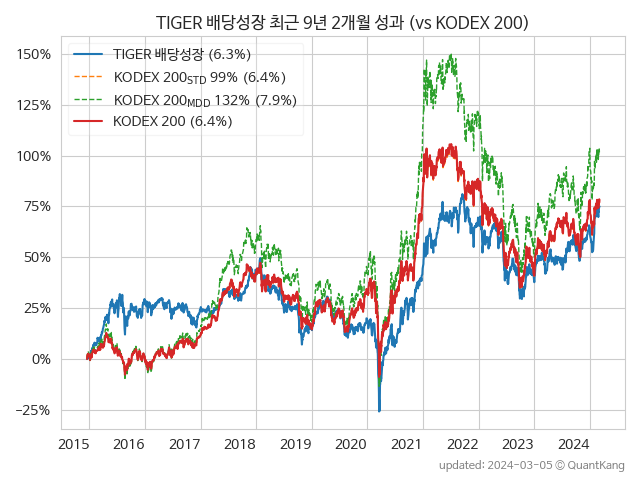 TIGER 배당성장 최근 9년 2개월 성과 (vs KODEX 200)
TIGER 배당성장 (6.3%)
KODEX 200STD 99% (6.4%)
KODEX 200MDD 132% (7.9%)
KODEX 200 (6.4%)
150%
125%
100%
75%
50%
25%
0%
−25%
2015 2016 2017 2018 2019 2020 2021 2022 2023 2024
updated: 2024-03-05 © QuantKang